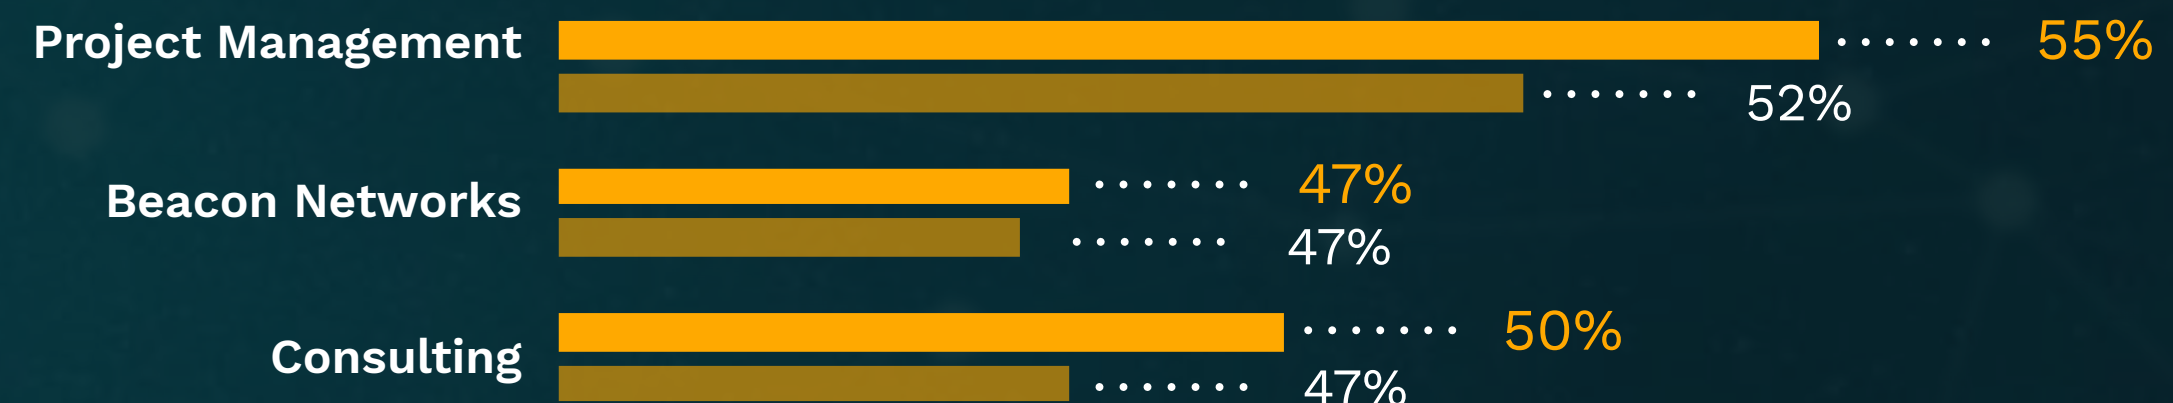 Project Management
55%
52%
Beacon Networks
47%
47%
Consulting
50%
47%